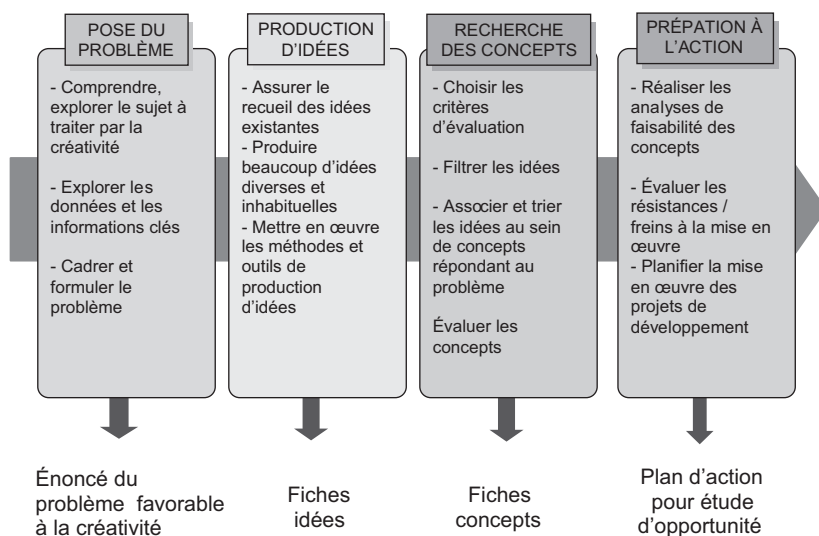 POSE DU
PROBLÈME
- Comprendre,
explorer le sujet à
traiter par la
créativité
- Explorer les
données et les
informations clés
- Cadrer et
formuler le
problème
Énoncé du
problème favorable
à la créativité
PRODUCTION
D'IDÉES
- Assurer le
recueil des idées
existantes
- Produire
beaucoup d'idées
diverses et
inhabituelles
- Mettre en œuvre
les méthodes et
outils de
production
d'idées
Fiches
idées
RECHERCHE
DES CONCEPTS
- Choisir les
critères
d'évaluation
- Filtrer les idées
- Associer et trier
les idées au sein
de concepts
répondant au
problème
Évaluer les
concepts
Fiches
concepts
PRÉPATION À
L'ACTION
- Réaliser les
analyses de
faisabilité des
concepts
- Évaluer les
résistances /
freins à la mise en
œuvre
- Planifier la mise
en œuvre des
projets de
développement
Plan d'action
pour étude
d'opportunité